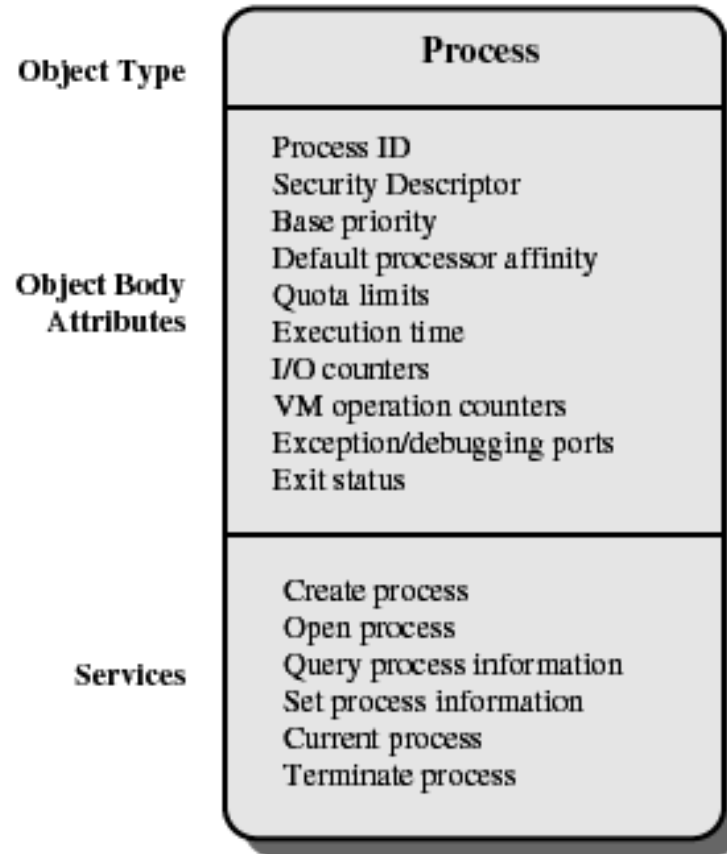 Object Type
Process
Object Body
Attributes
Process ID
Security Descriptor
Base priority
Default processor affinity
Quota limits
Execution time
I/O counters
VM operation counters
Exception/debugging ports
Exit status
Services
Create process
Open process
Query process information
Set process information
Current process
Terminate process